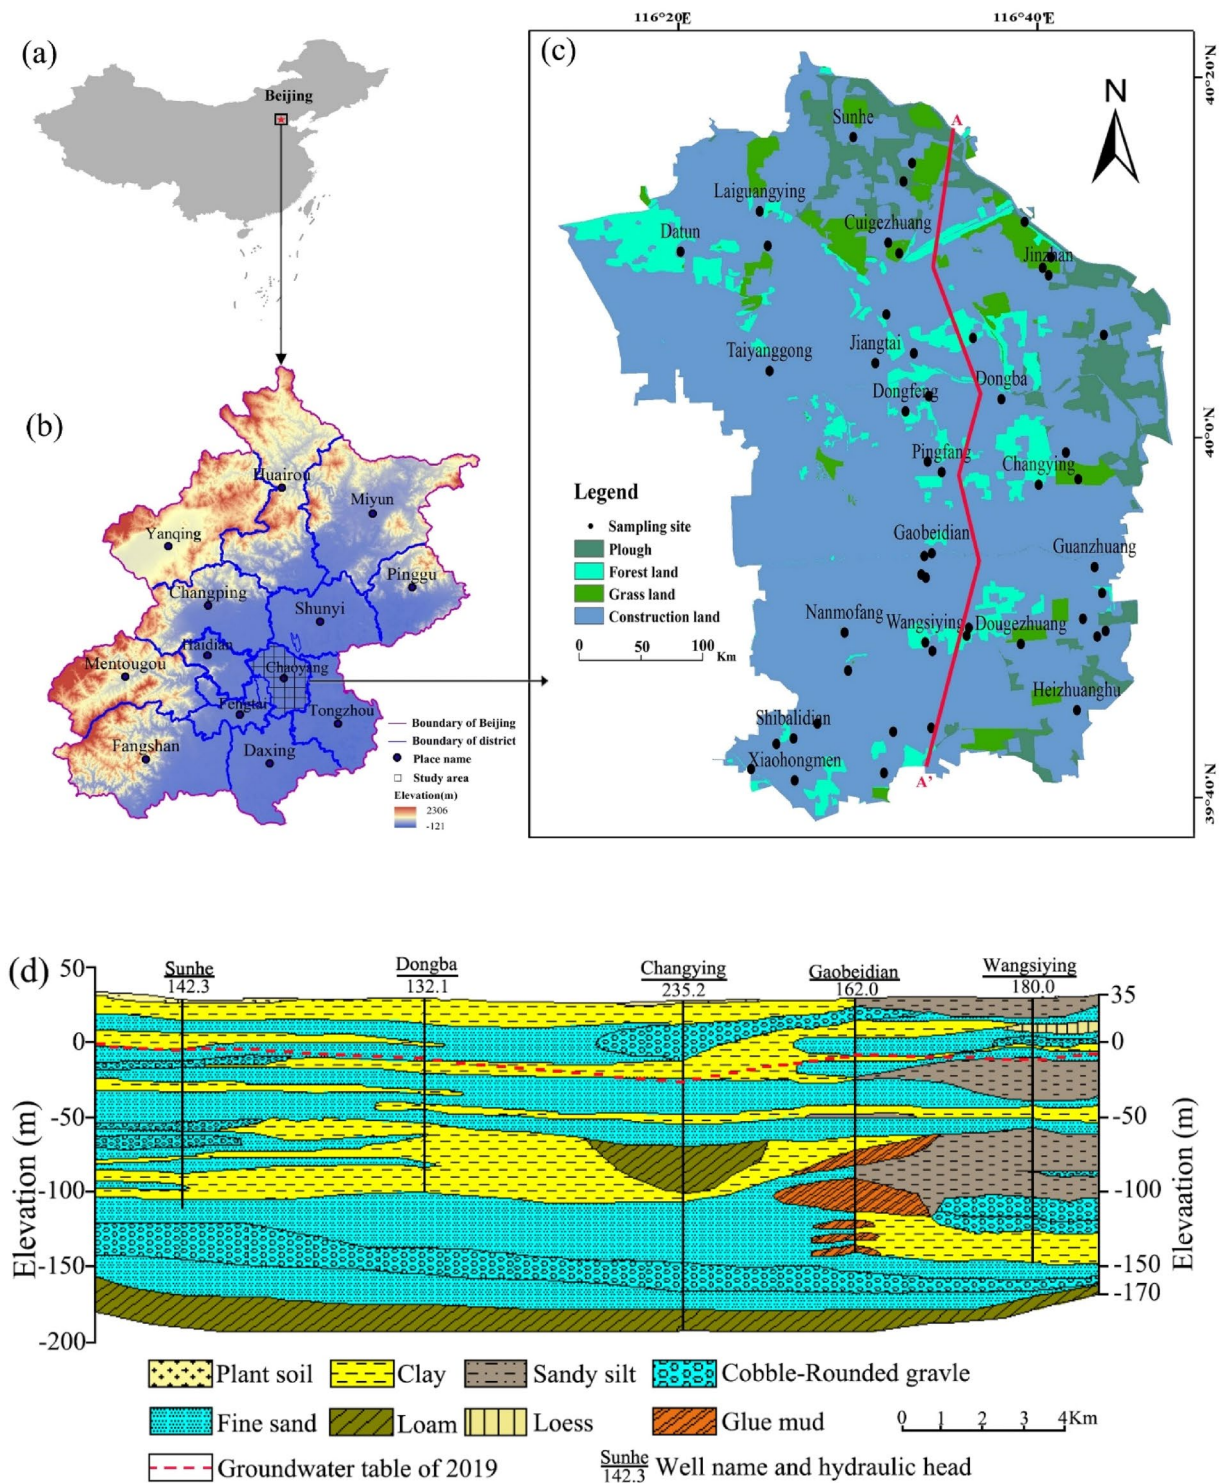 (a)
Beijing
(b)
Huairou
Miyun
Yanqing
Pinggu
Changping
Shunyi
Haidian
Mentougou
Chaoyang
Fengtai
Tongzhou
Fangshan
Daxing
Boundary of Beijing
Boundary of district
Place name
Study area
Elevation(m)
2306
-121
116°20'E
116°40'E
(c)
40°20'N
40°0'N
39°40'N
N
A
Sunhe
Laiguangying
Datun
Cuigezhuang
Jinzhan
Taiyanggong
Jiangtai
Dongfeng
Dongba
Pingfang
Changying
Legend
Sampling site
Plough
Forest land
Grass land
Construction land
0 50 100
Km
Gaobeidian
Guanzhuang
Nanmofang
Wangsiying
Dougezhuang
Heizhuanghu
Shibalidian
Xiaohongmen
A'
(d)
Sunhe
142.3
Dongba
132.1
Changying
235.2
Gaobeidian
162.0
Wangsiying
180.0
50
0
-50
-100
-150
-200
Elevation (m)
35
0
-50
-100
-150
-170
Elevaation (m)
Plant soil Clay Sandy silt Cobble-Rounded gravle
Fine sand Loam Loess Glue mud 0 1 2 3 4Km
Groundwater table of 2019
Sunhe
142.3
Well name and hydraulic head